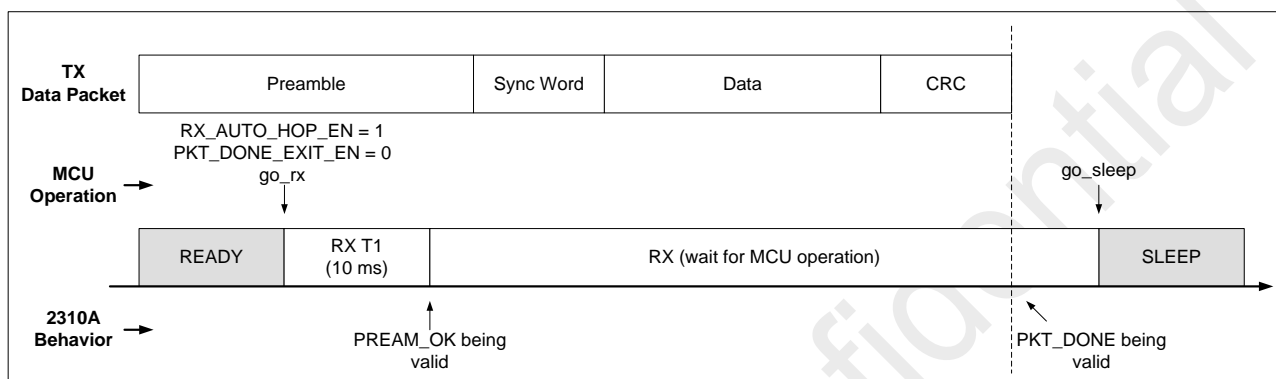 TX
Data Packet
Preamble
Sync Word
Data
CRC
RX_AUTO_HOP_EN = 1
PKT_DONE_EXIT_EN = 0
go_rx
MCU
Operation
go_sleep
READY
RX T1
(10 ms)
RX (wait for MCU operation)
SLEEP
2310A
Behavior
PREAM_OK being
valid
PKT_DONE being
valid
fidential